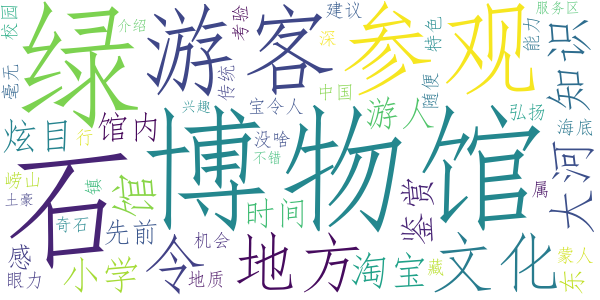 校园 介绍 考验 建议 服务区
绿 游客 深 参观 特色 能力
毫无 传统 中国 随便 知识
兴趣 宝令人 游人 弘扬
炫目 馆内 行 没啥 海底
石 博物馆 不错 大河
崂山 镇 馆 时间 鉴赏 属
土豪 奇石 先前 令 地方 文化
感 机会 淘宝 藏 蒙人
眼力 小学 地质 东